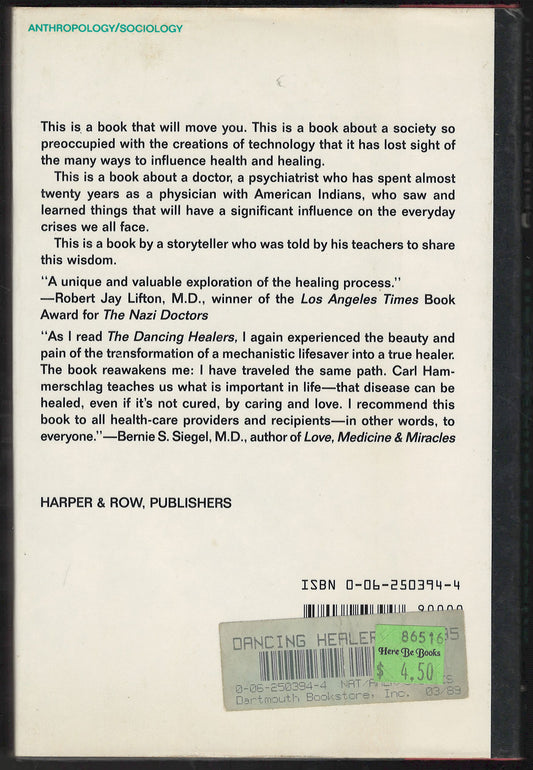 ANTHROPOLOGY/SOCIOLOGY
This is a book that will move you. This is a book about a society so
preoccupied with the creations of technology that it has lost sight of
the many ways to influence health and healing.
This is a book about a doctor, a psychiatrist who has spent almost
twenty years as a physician with American Indians, who saw and
learned things that will have a significant influence on the everyday
crises we all face.
This is a book by a storyteller who was told by his teachers to share
this wisdom.
"A unique and valuable exploration of the healing process."
—Robert Jay Lifton, M.D., winner of the Los Angeles Times Book
Award for The Nazi Doctors
"As I read The Dancing Healers, I again experienced the beauty and
pain of the transformation of a mechanistic lifesaver into a true healer.
The book reawakens me: I have traveled the same path. Carl Ham-
merschlag teaches us what is important in life—that disease can be
healed, even if it's not cured, by caring and love. I recommend this
book to all health-care providers and recipients—in other words, to
everyone."—Bernie S. Siegel, M.D., author of Love, Medicine & Miracles
HARPER & ROW, PUBLISHERS
ISBN 0-06-250394-4
90000
DANCING HEALER
86516
Here Be Books
$ 4.50
0-06-250394-4
Dartmouth Bookstore, Inc. 03/89